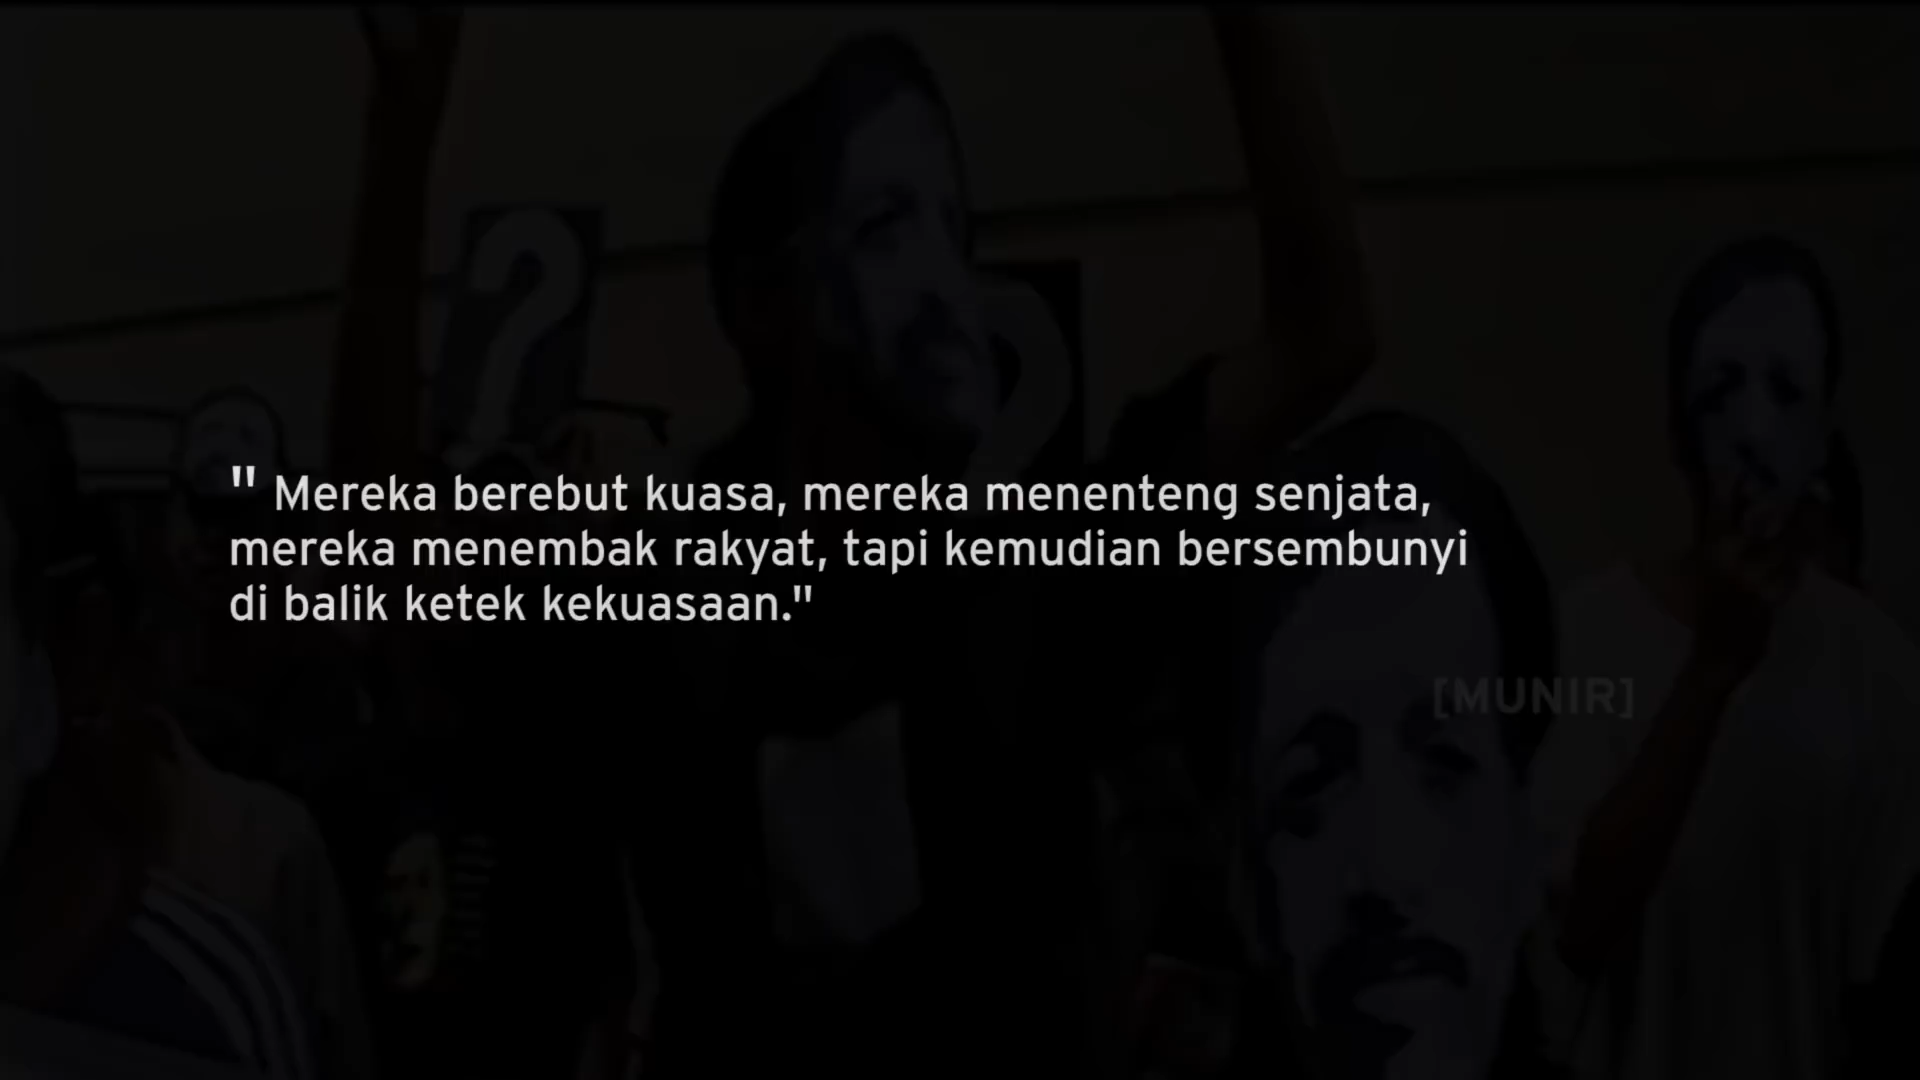 " Mereka berebut kuasa, mereka menenteng senjata,
mereka menembak rakyat, tapi kemudian bersembunyi
di balik ketek kekuasaan."
[MUNIR]
?